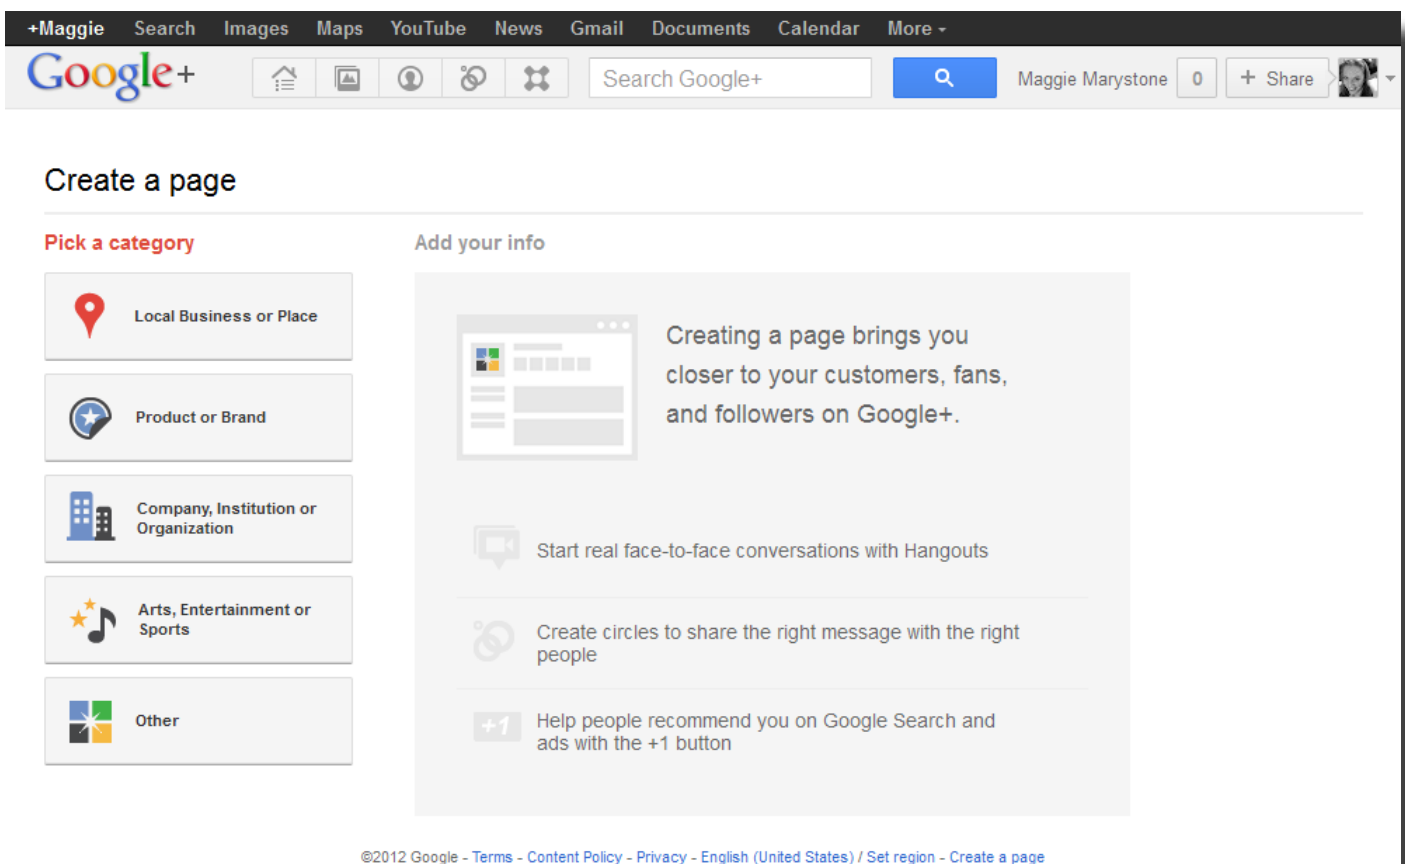 +Maggie Search Images Maps YouTube News Gmail Documents Calendar More
Google+ Search Google+ Maggie Marystone 0 + Share
Create a page
Pick a category
Add your info
Local Business or Place
Product or Brand
Company, Institution or
Organization
Arts, Entertainment or
Sports
Other
Creating a page brings you
closer to your customers, fans,
and followers on Google+.
Start real face-to-face conversations with Hangouts
Create circles to share the right message with the right
people
+1
Help people recommend you on Google Search and
ads with the +1 button
©2012 Google - Terms - Content Policy - Privacy - English (United States) / Set region - Create a page